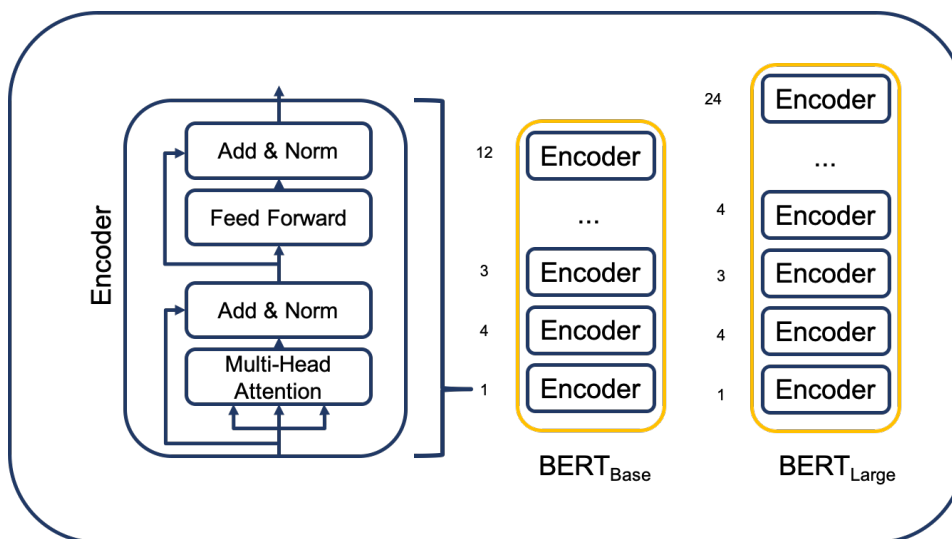 Encoder
Add & Norm
Feed Forward
Add & Norm
Multi-Head
Attention
12
Encoder
...
3
Encoder
4
Encoder
1
Encoder
BERTBase
24
Encoder
...
4
Encoder
3
Encoder
4
Encoder
1
Encoder
BERTLarge